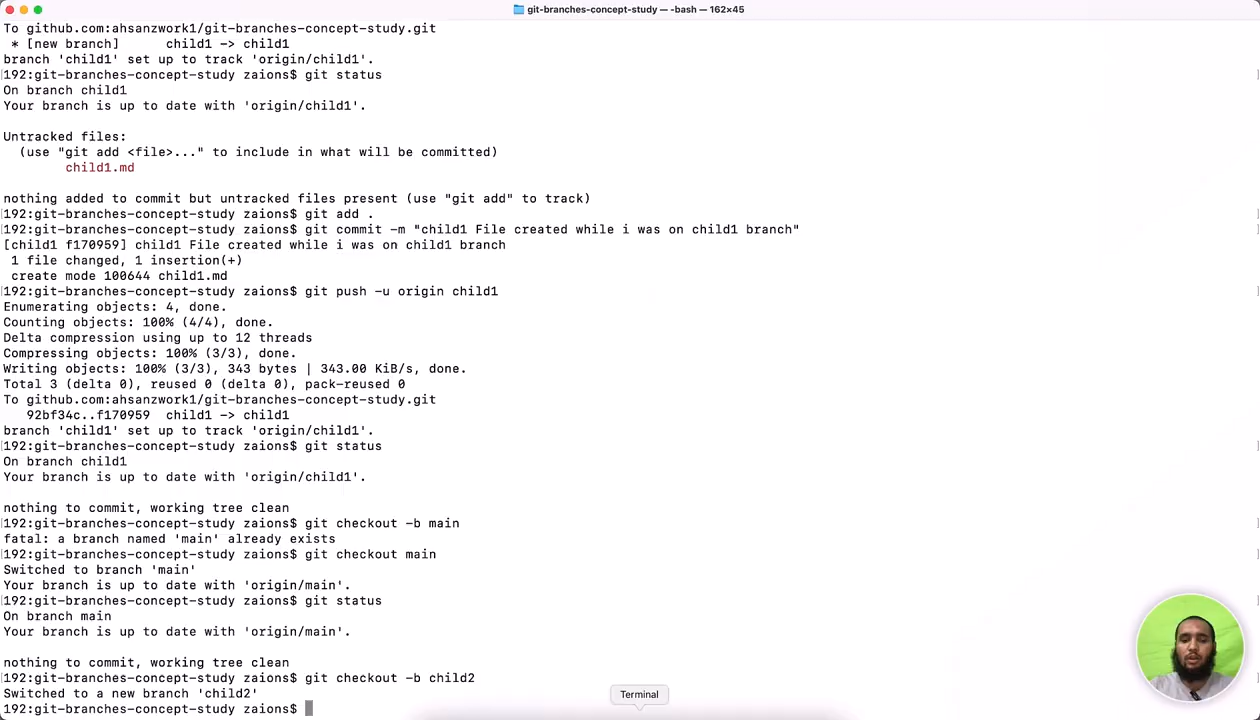 git-branches-concept-study — -bash — 162×45
To github.com:ahsanzwork1/git-branches-concept-study.git
 * [new branch]      child1 -> child1
branch 'child1' set up to track 'origin/child1'.
[192:git-branches-concept-study zaions$ git status
On branch child1
Your branch is up to date with 'origin/child1'.
Untracked files:
  (use "git add <file>..." to include in what will be committed)
        child1.md
nothing added to commit but untracked files present (use "git add" to track)
[192:git-branches-concept-study zaions$ git add .
[192:git-branches-concept-study zaions$ git commit -m "child1 File created while i was on child1 branch"
[child1 f170959] child1 File created while i was on child1 branch
 1 file changed, 1 insertion(+)
 create mode 100644 child1.md
[192:git-branches-concept-study zaions$ git push -u origin child1
Enumerating objects: 4, done.
Counting objects: 100% (4/4), done.
Delta compression using up to 12 threads
Compressing objects: 100% (3/3), done.
Writing objects: 100% (3/3), 343 bytes | 343.00 KiB/s, done.
Total 3 (delta 0), reused 0 (delta 0), pack-reused 0
To github.com:ahsanzwork1/git-branches-concept-study.git
   92bf34c..f170959  child1 -> child1
branch 'child1' set up to track 'origin/child1'.
[192:git-branches-concept-study zaions$ git status
On branch child1
Your branch is up to date with 'origin/child1'.
nothing to commit, working tree clean
[192:git-branches-concept-study zaions$ git checkout -b main
fatal: a branch named 'main' already exists
[192:git-branches-concept-study zaions$ git checkout main
Switched to branch 'main'
Your branch is up to date with 'origin/main'.
[192:git-branches-concept-study zaions$ git status
On branch main
Your branch is up to date with 'origin/main'.
nothing to commit, working tree clean
[192:git-branches-concept-study zaions$ git checkout -b child2
Switched to a new branch 'child2'
192:git-branches-concept-study zaions$
Terminal